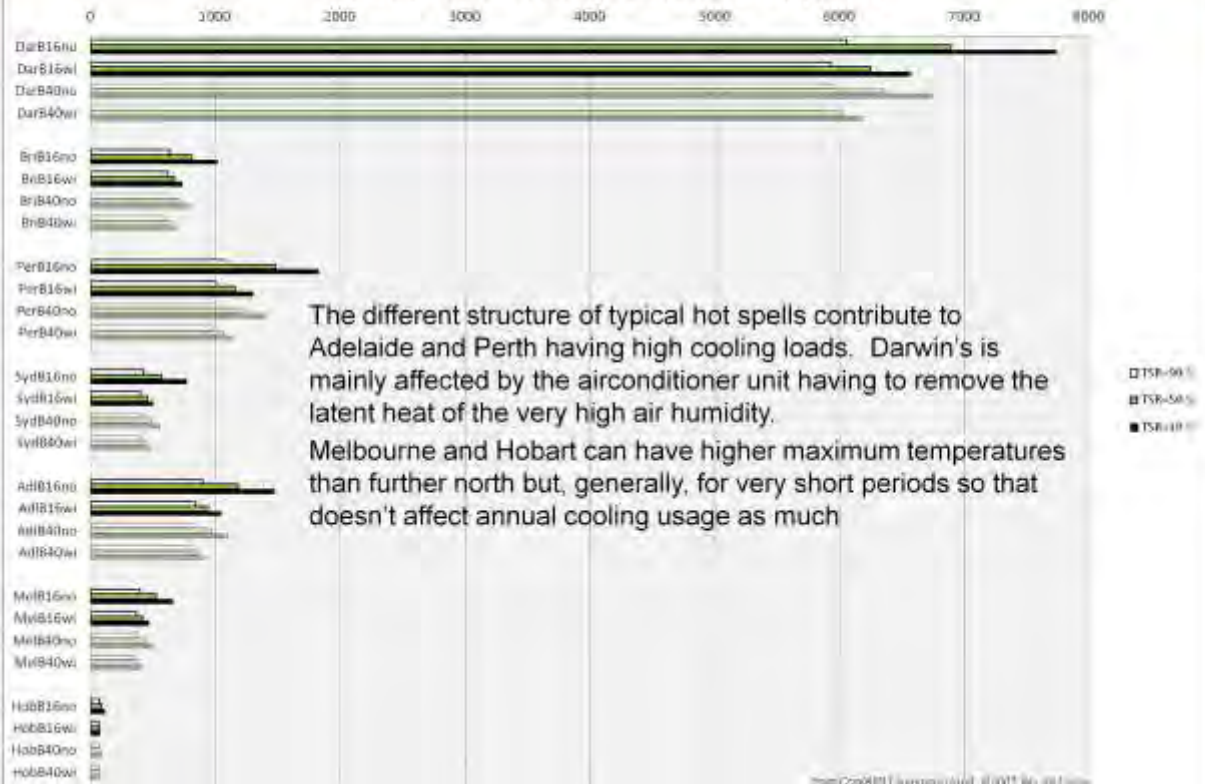 0 1000 2000 3000 4000 5000 6000 7000 8000
DarB16no
DarB16wi
DarB40no
DarB40wi
BriB16no
BriB16wi
BriB40no
BriB40wi
PerB16no
PerB16wi
PerB40no
PerB40wi
The different structure of typical hot spells contribute to
Adelaide and Perth having high cooling loads. Darwin's is
mainly affected by the airconditioner unit having to remove the
latent heat of the very high air humidity.
Melbourne and Hobart can have higher maximum temperatures
than further north but, generally, for very short periods so that
doesn't affect annual cooling usage as much
SydB16no
SydB16wi
SydB40no
SydB40wi
AdlB16no
AdlB16wi
AdlB40no
AdlB40wi
MelB16no
MelB16wi
MelB40no
MelB40wi
HobB16no
HobB16wi
HobB40no
HobB40wi